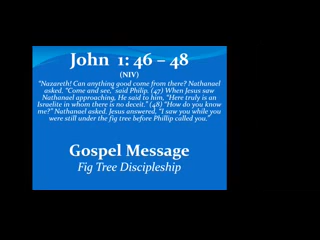 John 1: 46 – 48
(NIV)
"Nazareth! Can anything good come from there? Nathanael
asked. "Come and see," said Philip. (47) When Jesus saw
Nathanael approaching, He said to him, "Here truly is an
Israelite in whom there is no deceit." (48) "How do you know
me?" Nathanael asked. Jesus answered, "I saw you while you
were still under the fig tree before Phillip called you."
Gospel Message
Fig Tree Discipleship